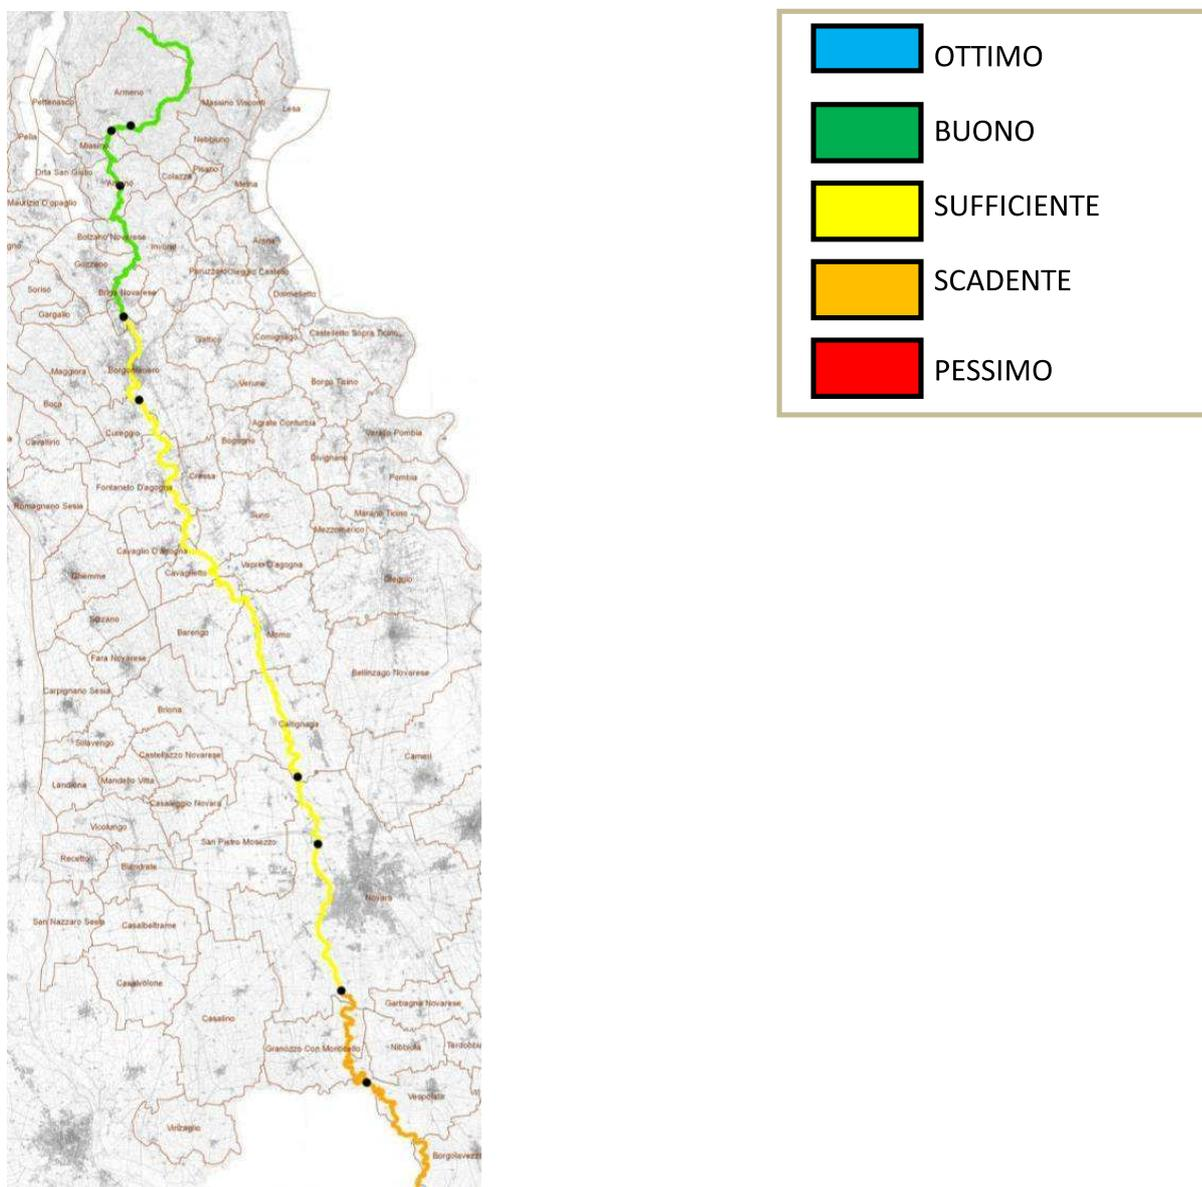 OTTIMO
BUONO
SUFFICIENTE
SCADENTE
PESSIMO
Armeno
Pettenasco
Massino Visconti
Lesa
Pella
Miasino
Nebbiuno
Orta San Giulio
Colazza
Pisano
Meina
Maurizio D'opaglio
Bolzano Novarese
Invorio
Arona
Gozzano
Paruzzaro
Oleggio Castello
Soriso
Briga Novarese
Dormelletto
Gargallo
Gattico
Comignago
Castelletto Sopra Ticino
Maggiora
Borgomanero
Veruno
Borgo Ticino
Boca
Cureggio
Agrate Conturbia
Cavallirio
Bogogno
Varallo Pombia
Divignano
Cressa
Pombia
Fontaneto D'agogna
Romagnano Sesia
Suno
Marano Ticino
Mezzomerico
Cavaglio D'agogna
Vaprio D'agogna
Cavaglietto
Ghemme
Oleggio
Sizzano
Barengo
Momo
Fara Novarese
Bellinzago Novarese
Carpignano Sesia
Briona
Caltignaga
Sillavengo
Castellazzo Novarese
Cameri
Landiona
Mandello Vitta
Casaleggio Novara
Vicolungo
San Pietro Mosezzo
Recetto
Biandrate
Novara
San Nazzaro Sesia
Casalbeltrame
Casalvolone
Garbagna Novarese
Casalino
Granozzo Con Monticello
Nibbiola
Vespolate
Vinzaglio